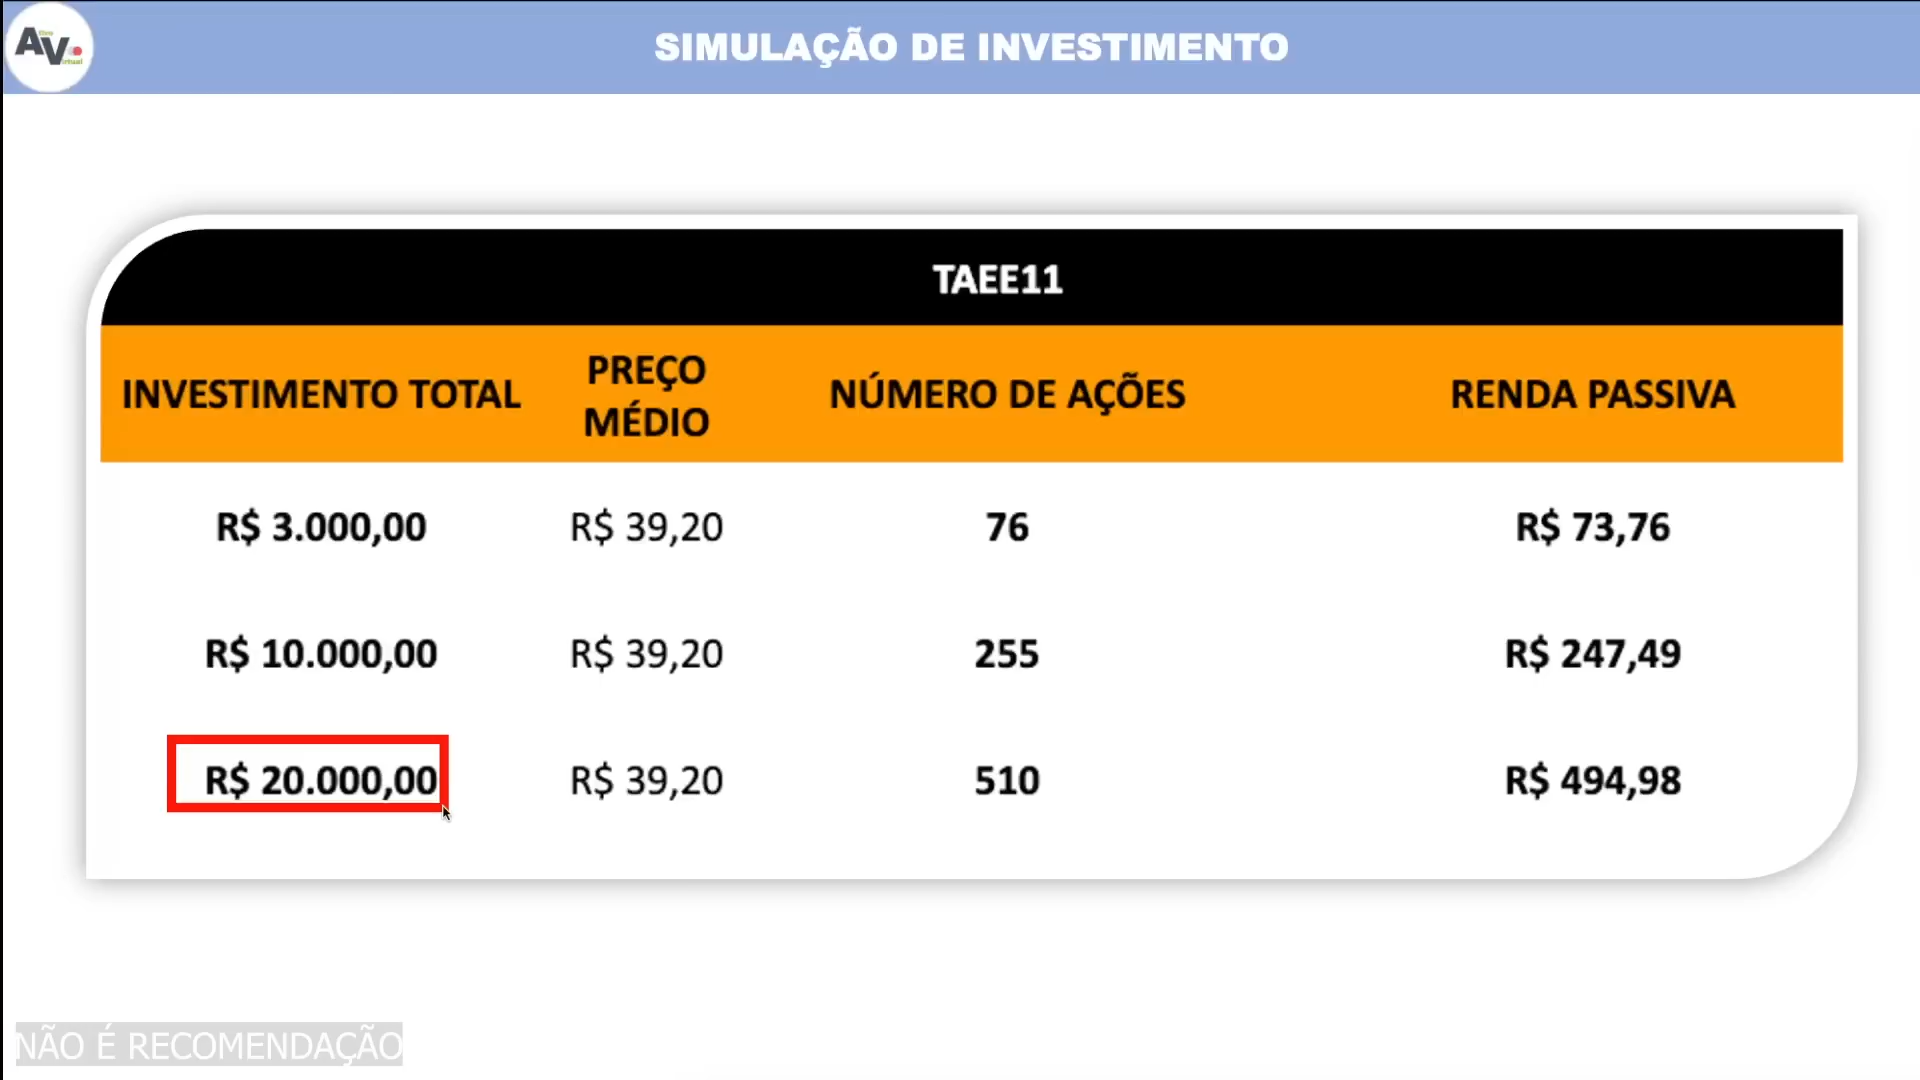 AV
SIMULAÇÃO DE INVESTIMENTO
TAEE11
INVESTIMENTO TOTAL
PREÇO
MÉDIO
NÚMERO DE AÇÕES
RENDA PASSIVA
R$ 3.000,00
R$ 39,20
76
R$ 73,76
R$ 10.000,00
R$ 39,20
255
R$ 247,49
R$ 20.000,00
R$ 39,20
510
R$ 494,98
NÃO É RECOMENDAÇÃO